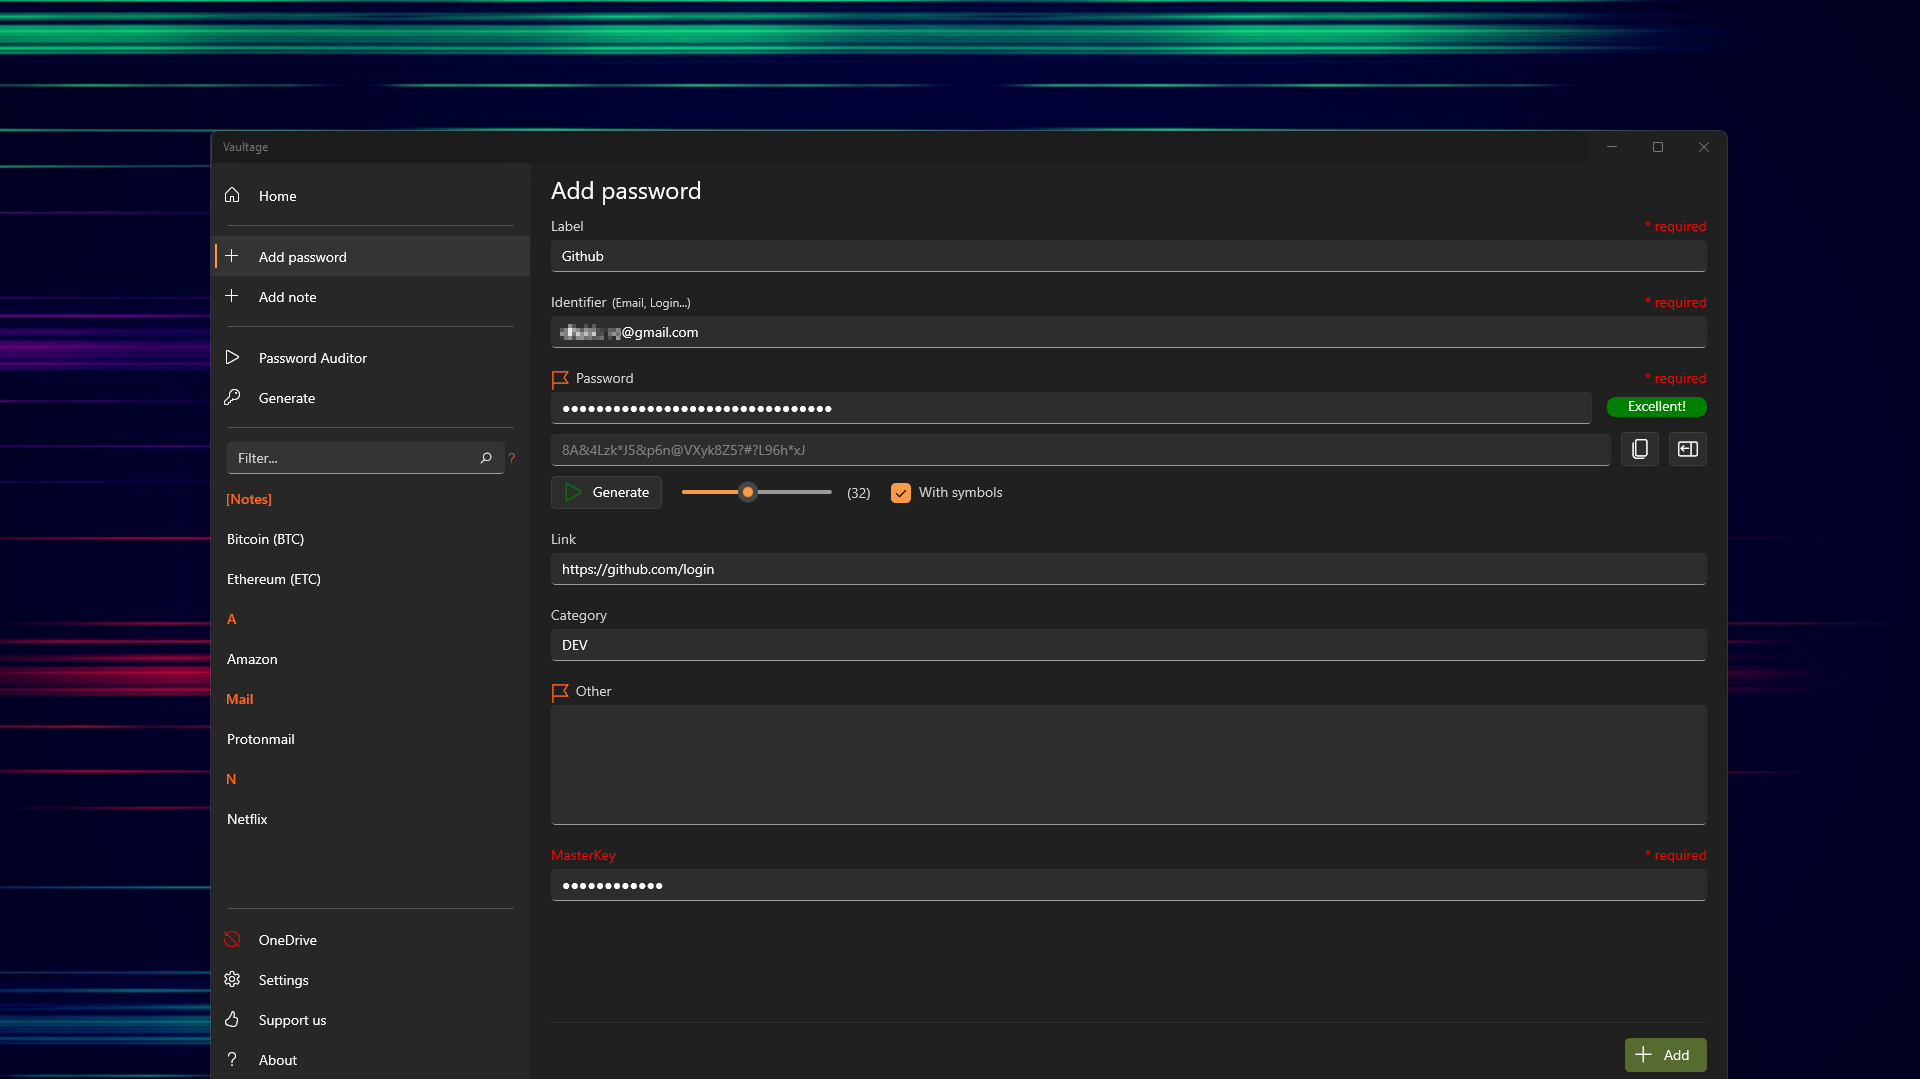 Vaultage
Home
Add password
Add note
Password Auditor
Generate
Filter...
?
[Notes]
Bitcoin (BTC)
Ethereum (ETC)
A
Amazon
Mail
Protonmail
N
Netflix
OneDrive
Settings
Support us
? About
Add password
Label * required
Github
Identifier (Email, Login...) * required
@gmail.com
Password * required
Excellent!
8A&4Lzk*J5&p6n@VXyk8Z5?#?L96h*xJ
Generate (32) With symbols
Link
https://github.com/login
Category
DEV
Other
MasterKey * required
Add